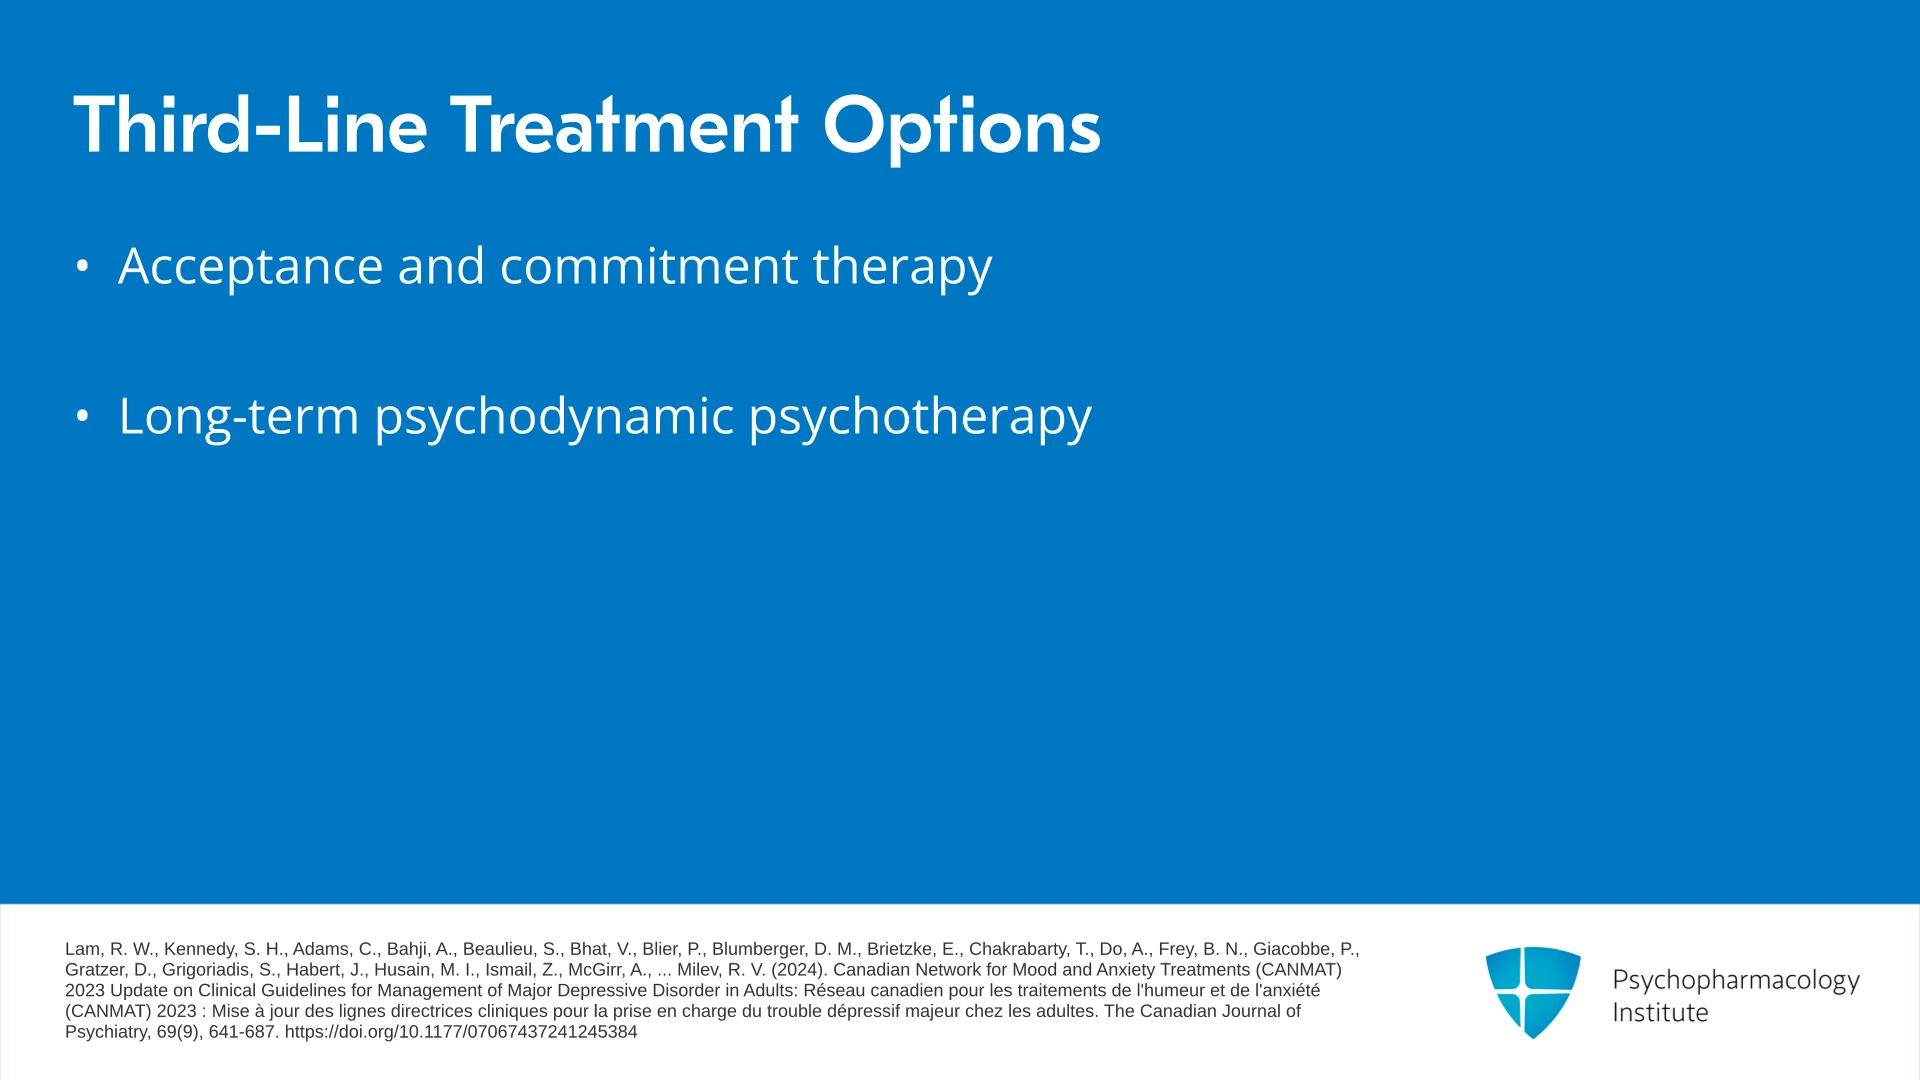 Third-Line Treatment Options
• Acceptance and commitment therapy
• Long-term psychodynamic psychotherapy
Lam, R. W., Kennedy, S. H., Adams, C., Bahji, A., Beaulieu, S., Bhat, V., Blier, P., Blumberger, D. M., Brietzke, E., Chakrabarty, T., Do, A., Frey, B. N., Giacobbe, P.,
Gratzer, D., Grigoriadis, S., Habert, J., Husain, M. I., Ismail, Z., McGirr, A., ... Milev, R. V. (2024). Canadian Network for Mood and Anxiety Treatments (CANMAT)
2023 Update on Clinical Guidelines for Management of Major Depressive Disorder in Adults: Réseau canadien pour les traitements de l'humeur et de l'anxiété
(CANMAT) 2023 : Mise à jour des lignes directrices cliniques pour la prise en charge du trouble dépressif majeur chez les adultes. The Canadian Journal of
Psychiatry, 69(9), 641-687. https://doi.org/10.1177/07067437241245384
Psychopharmacology
Institute